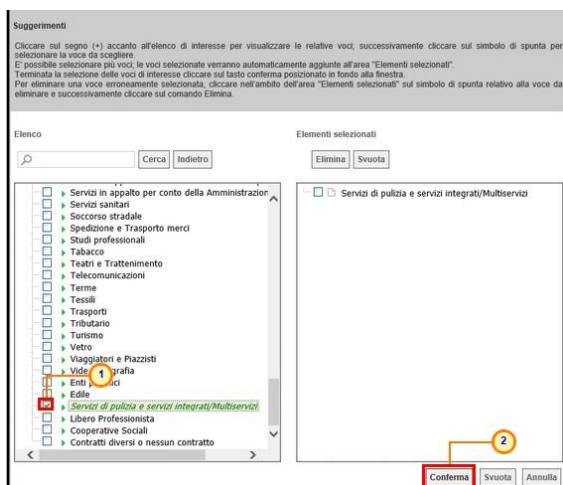 Suggerimenti
Cliccare sul segno (+) accanto all'elenco di interesse per visualizzare le relative voci; successivamente cliccare sul simbolo di spunta per
selezionare la voce da scegliere.
E' possibile selezionare più voci; le voci selezionate verranno automaticamente aggiunte all'area "Elementi selezionati".
Terminata la selezione delle voci di interesse cliccare sul tasto conferma posizionato in fondo alla finestra.
Per eliminare una voce erroneamente selezionata, cliccare nell'ambito dell'area "Elementi selezionati" sul simbolo di spunta relativo alla voce da
eliminare e successivamente cliccare sul comando Elimina.
Elenco
Cerca Indietro
Servizi in appalto per conto della Amministrazion
Servizi sanitari
Soccorso stradale
Spedizione e Trasporto merci
Studi professionali
Tabacco
Teatri e Trattenimento
Telecomunicazioni
Terme
Tessili
Trasporti
Tributario
Turismo
Vetro
Viaggiatori e Piazzisti
1
Enti
Edile
Servizi di pulizia e servizi integrati/Multiservizi
Libero Professionista
Cooperative Sociali
Contratti diversi o nessun contratto
Elementi selezionati
Elimina Svuota
Servizi di pulizia e servizi integrati/Multiservizi
2
Conferma Svuota Annulla